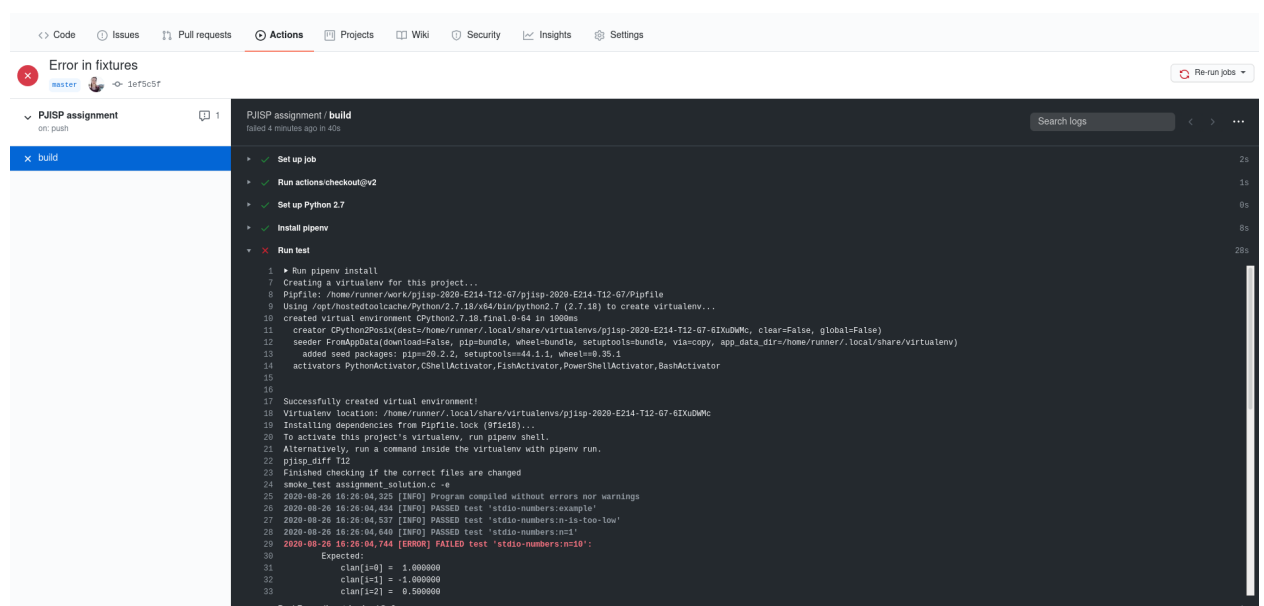 Code Issues Pull requests Actions Projects Wiki Security Insights Settings
Error in fixtures
master 1ef5c5f
Re-run jobs
PJISP assignment 1
on: push
build
PJISP assignment / build
failed 4 minutes ago in 40s
Search logs
Set up job 2s
Run actions/checkout@v2 1s
Set up Python 2.7 0s
Install pipenv 8s
Run test 28s
1 Run pipenv install
7 Creating a virtualenv for this project...
8 Pipfile: /home/runner/work/pjisp-2020-E214-T12-G7/pjisp-2020-E214-T12-G7/Pipfile
9 Using /opt/hostedtoolcache/Python/2.7.18/x64/bin/python2.7 (2.7.18) to create virtualenv...
10 created virtual environment CPython2.7.18.final.0-64 in 1000ms
11 creator CPython2Posix(dest=/home/runner/.local/share/virtualenvs/pjisp-2020-E214-T12-G7-6IXuDWMc, clear=False, global=False)
12 seeder FromAppData(download=False, pip=bundle, wheel=bundle, setuptools=bundle, via=copy, app_data_dir=/home/runner/.local/share/virtualenv)
13 added seed packages: pip==20.2.2, setuptools==44.1.1, wheel==0.35.1
14 activators PythonActivator,CShellActivator,FishActivator,PowerShellActivator,BashActivator
15
16
17 Successfully created virtual environment!
18 Virtualenv location: /home/runner/.local/share/virtualenvs/pjisp-2020-E214-T12-G7-6IXuDWMc
19 Installing dependencies from Pipfile.lock (9f1e18)...
20 To activate this project's virtualenv, run pipenv shell.
21 Alternatively, run a command inside the virtualenv with pipenv run.
22 pjisp_diff T12
23 Finished checking if the correct files are changed
24 smoke_test assignment_solution.c -e
25 2020-08-26 16:26:04,325 [INFO] Program compiled without errors nor warnings
26 2020-08-26 16:26:04,434 [INFO] PASSED test 'stdio-numbers:example'
27 2020-08-26 16:26:04,537 [INFO] PASSED test 'stdio-numbers:n-is-too-low'
28 2020-08-26 16:26:04,640 [INFO] PASSED test 'stdio-numbers:n=1'
29 2020-08-26 16:26:04,744 [ERROR] FAILED test 'stdio-numbers:n=10':
30 Expected:
31 clan[i=0] = 1.000000
32 clan[i=1] = -1.000000
33 clan[i=2] = 0.500000